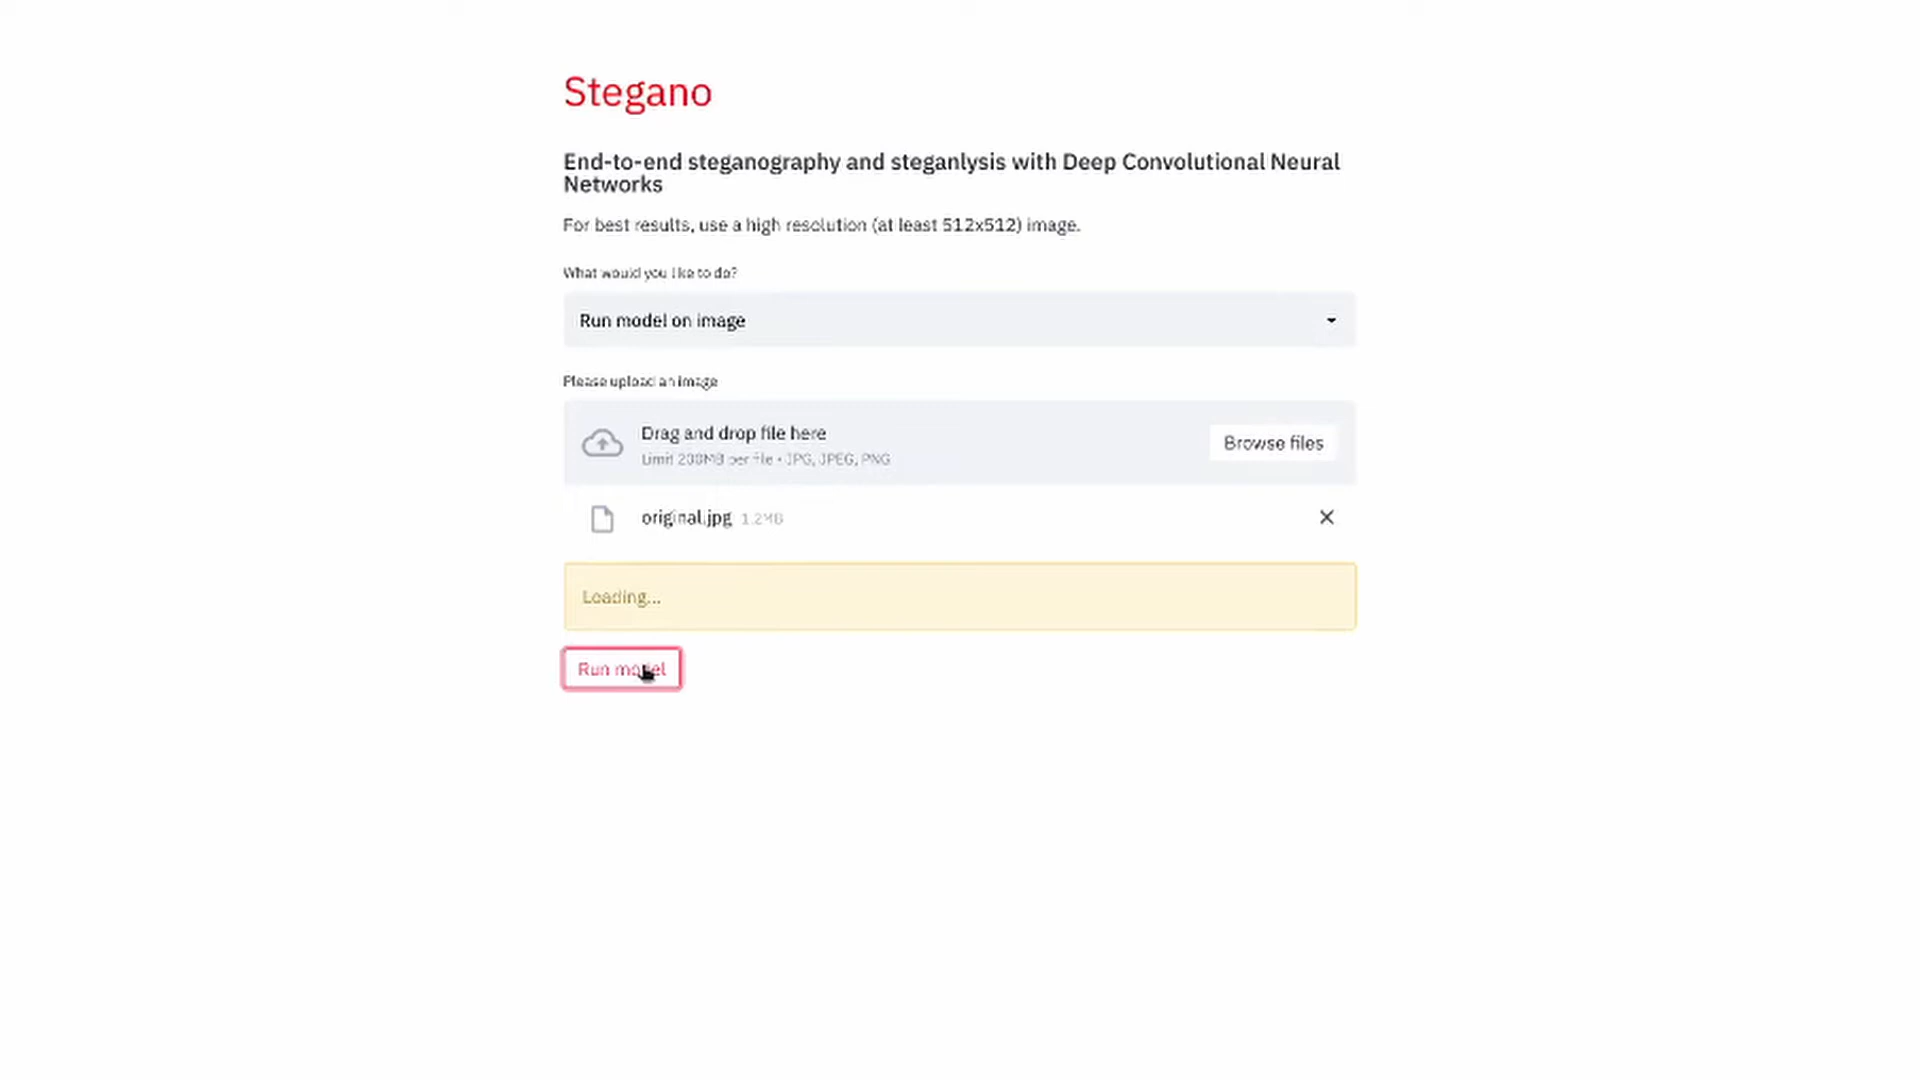 Stegano
End-to-end steganography and steganlysis with Deep Convolutional Neural
Networks
For best results, use a high resolution (at least 512x512) image.
What would you like to do?
Run model on image
Please upload an image
Drag and drop file here
Browse files
Limit 200MB per file • JPG, JPEG, PNG
original.jpg 1.2MB
Loading...
Run model